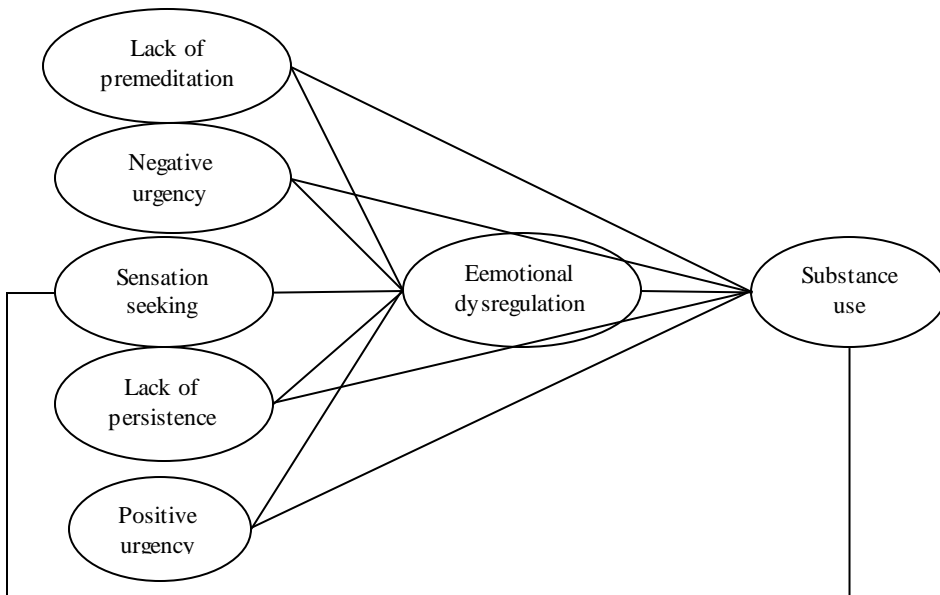 Lack of
premeditation
Negative
urgency
Sensation
seeking
Lack of
persistence
Positive
urgency
Eemotional
dysregulation
Substance
use